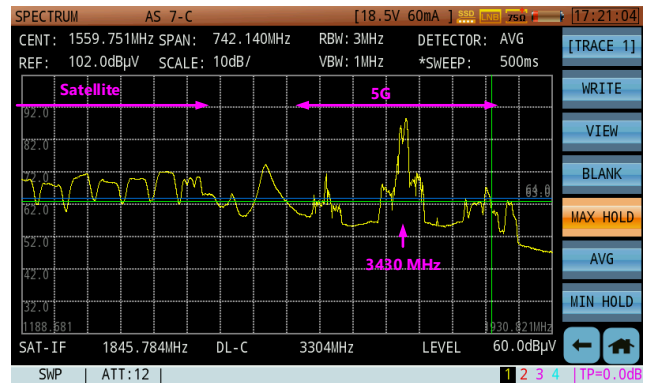 SPECTRUM AS 7-C [18.5V 60mA ] SSD LNB 75Ω 17:21:04
CENT: 1559.751MHz SPAN: 742.140MHz RBW: 3MHz DETECTOR: AVG
REF: 102.0dBµV SCALE: 10dB/ VBW: 1MHz *SWEEP: 500ms
[TRACE 1]
WRITE
VIEW
BLANK
MAX HOLD
AVG
MIN HOLD
Satellite 5G
92.0
82.0
62.0
52.0
42.0
32.0
3430 MHz
1188.681 1930.821MHz
SAT-IF 1845.784MHz DL-C 3304MHz LEVEL 60.0dBµV
SWP | ATT:12 | 1 2 3 4 |TP=0.0dB